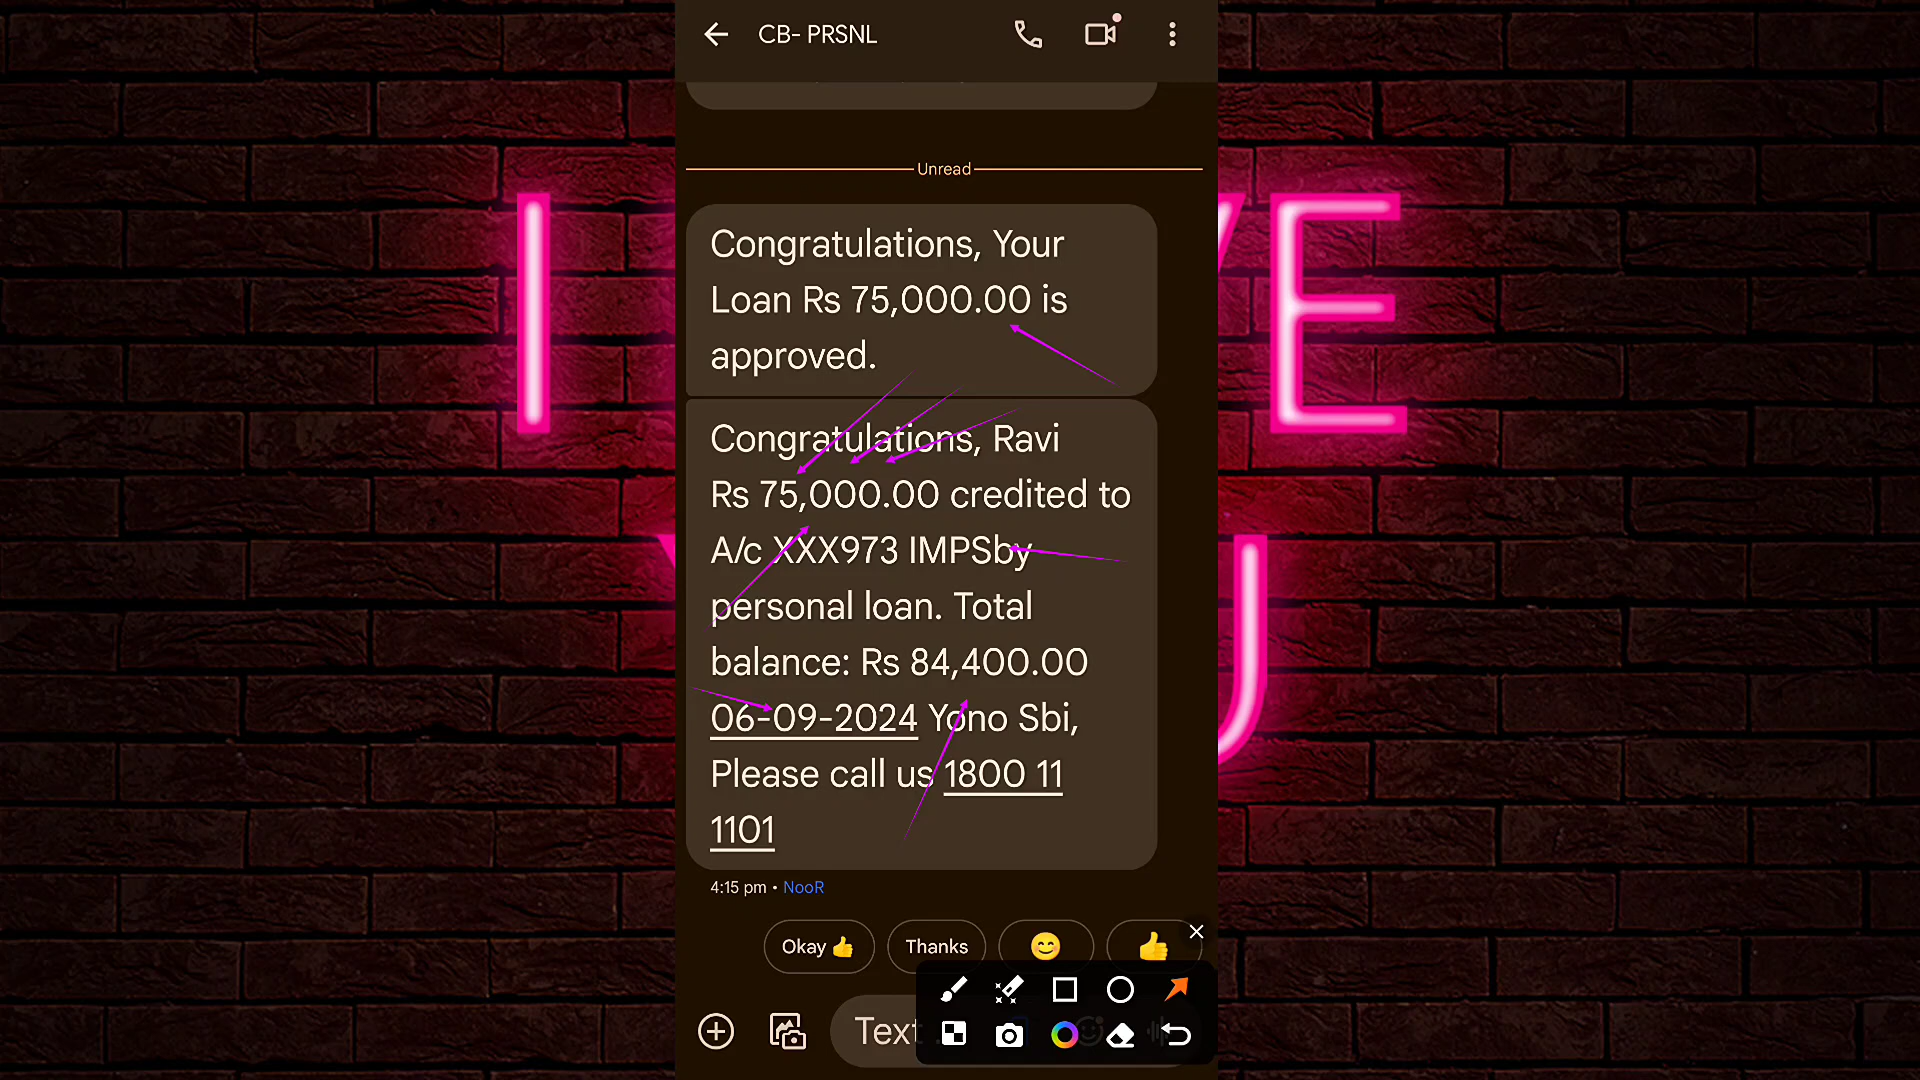 CB- PRSNL
Unread
Congratulations, Your
Loan Rs 75,000.00 is
approved.
Congratulations, Ravi
Rs 75,000.00 credited to
A/c XXX973 IMPSby
personal loan. Total
balance: Rs 84,400.00
06-09-2024 Yono Sbi,
Please call us 1800 11
1101
4:15 pm • NooR
Okay 👍 Thanks 😊 👍
Text
I VE
U